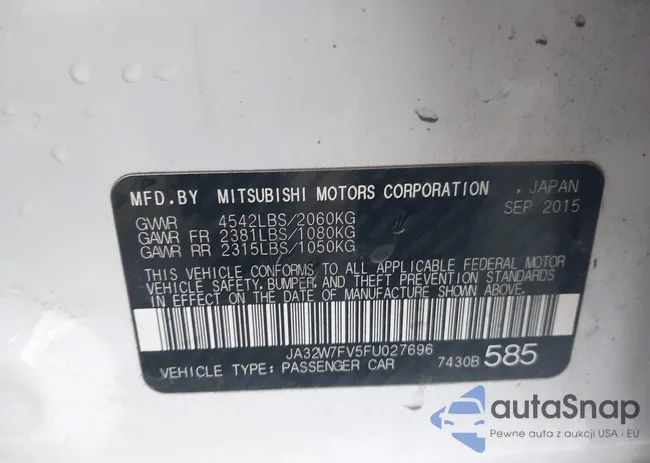 MFD.BY MITSUBISHI MOTORS CORPORATION , JAPAN
SEP 2015
GVWR 4542LBS/2060KG
GAWR FR 2381LBS/1080KG
GAWR RR 2315LBS/1050KG
THIS VEHICLE CONFORMS TO ALL APPLICABLE FEDERAL MOTOR
VEHICLE SAFETY, BUMPER, AND THEFT PREVENTION STANDARDS
IN EFFECT ON THE DATE OF MANUFACTURE SHOWN ABOVE.
JA32W7FV5FU027696
VEHICLE TYPE: PASSENGER CAR 7430B 585
autaSnap
Pewne auta z aukcji USA i EU